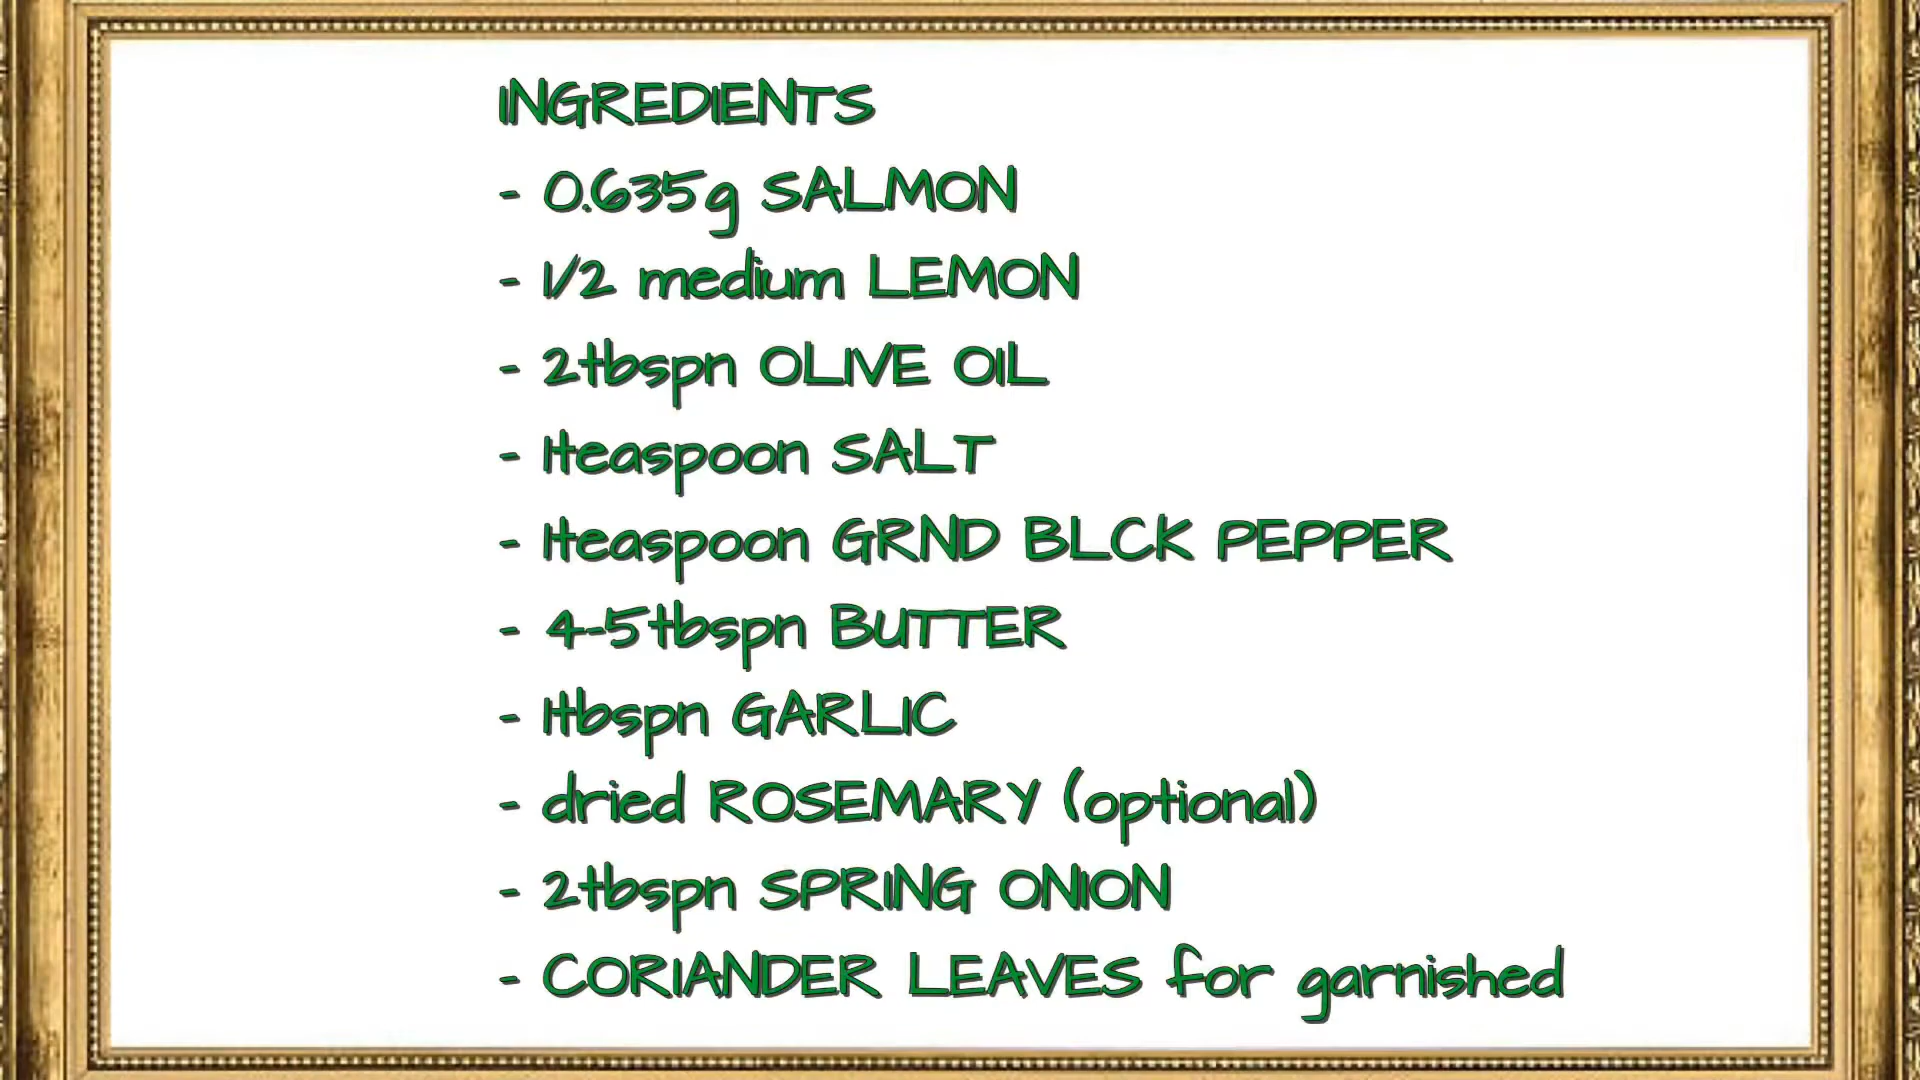 INGREDIENTS
- 0.635g SALMON
- 1/2 medium LEMON
- 2tbspn OLIVE OIL
- 1teaspoon SALT
- 1teaspoon GRND BLCK PEPPER
- 4-5tbspn BUTTER
- 1tbspn GARLIC
- dried ROSEMARY (optional)
- 2tbspn SPRING ONION
- CORIANDER LEAVES for garnished